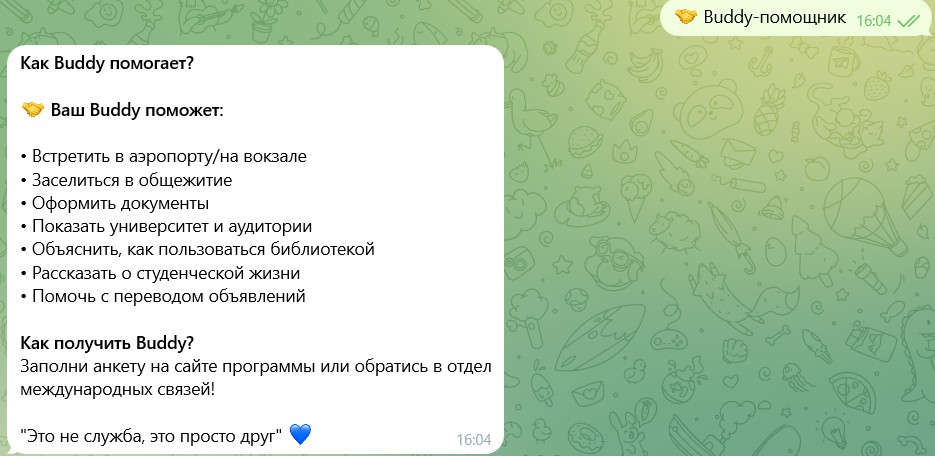 🤝 Buddy-помощник 16:04
Как Buddy помогает?
🤝 Ваш Buddy поможет:
• Встретить в аэропорту/на вокзале
• Заселиться в общежитие
• Оформить документы
• Показать университет и аудитории
• Объяснить, как пользоваться библиотекой
• Рассказать о студенческой жизни
• Помочь с переводом объявлений
Как получить Buddy?
Заполни анкету на сайте программы или обратись в отдел
международных связей!
"Это не служба, это просто друг" 💙 16:04